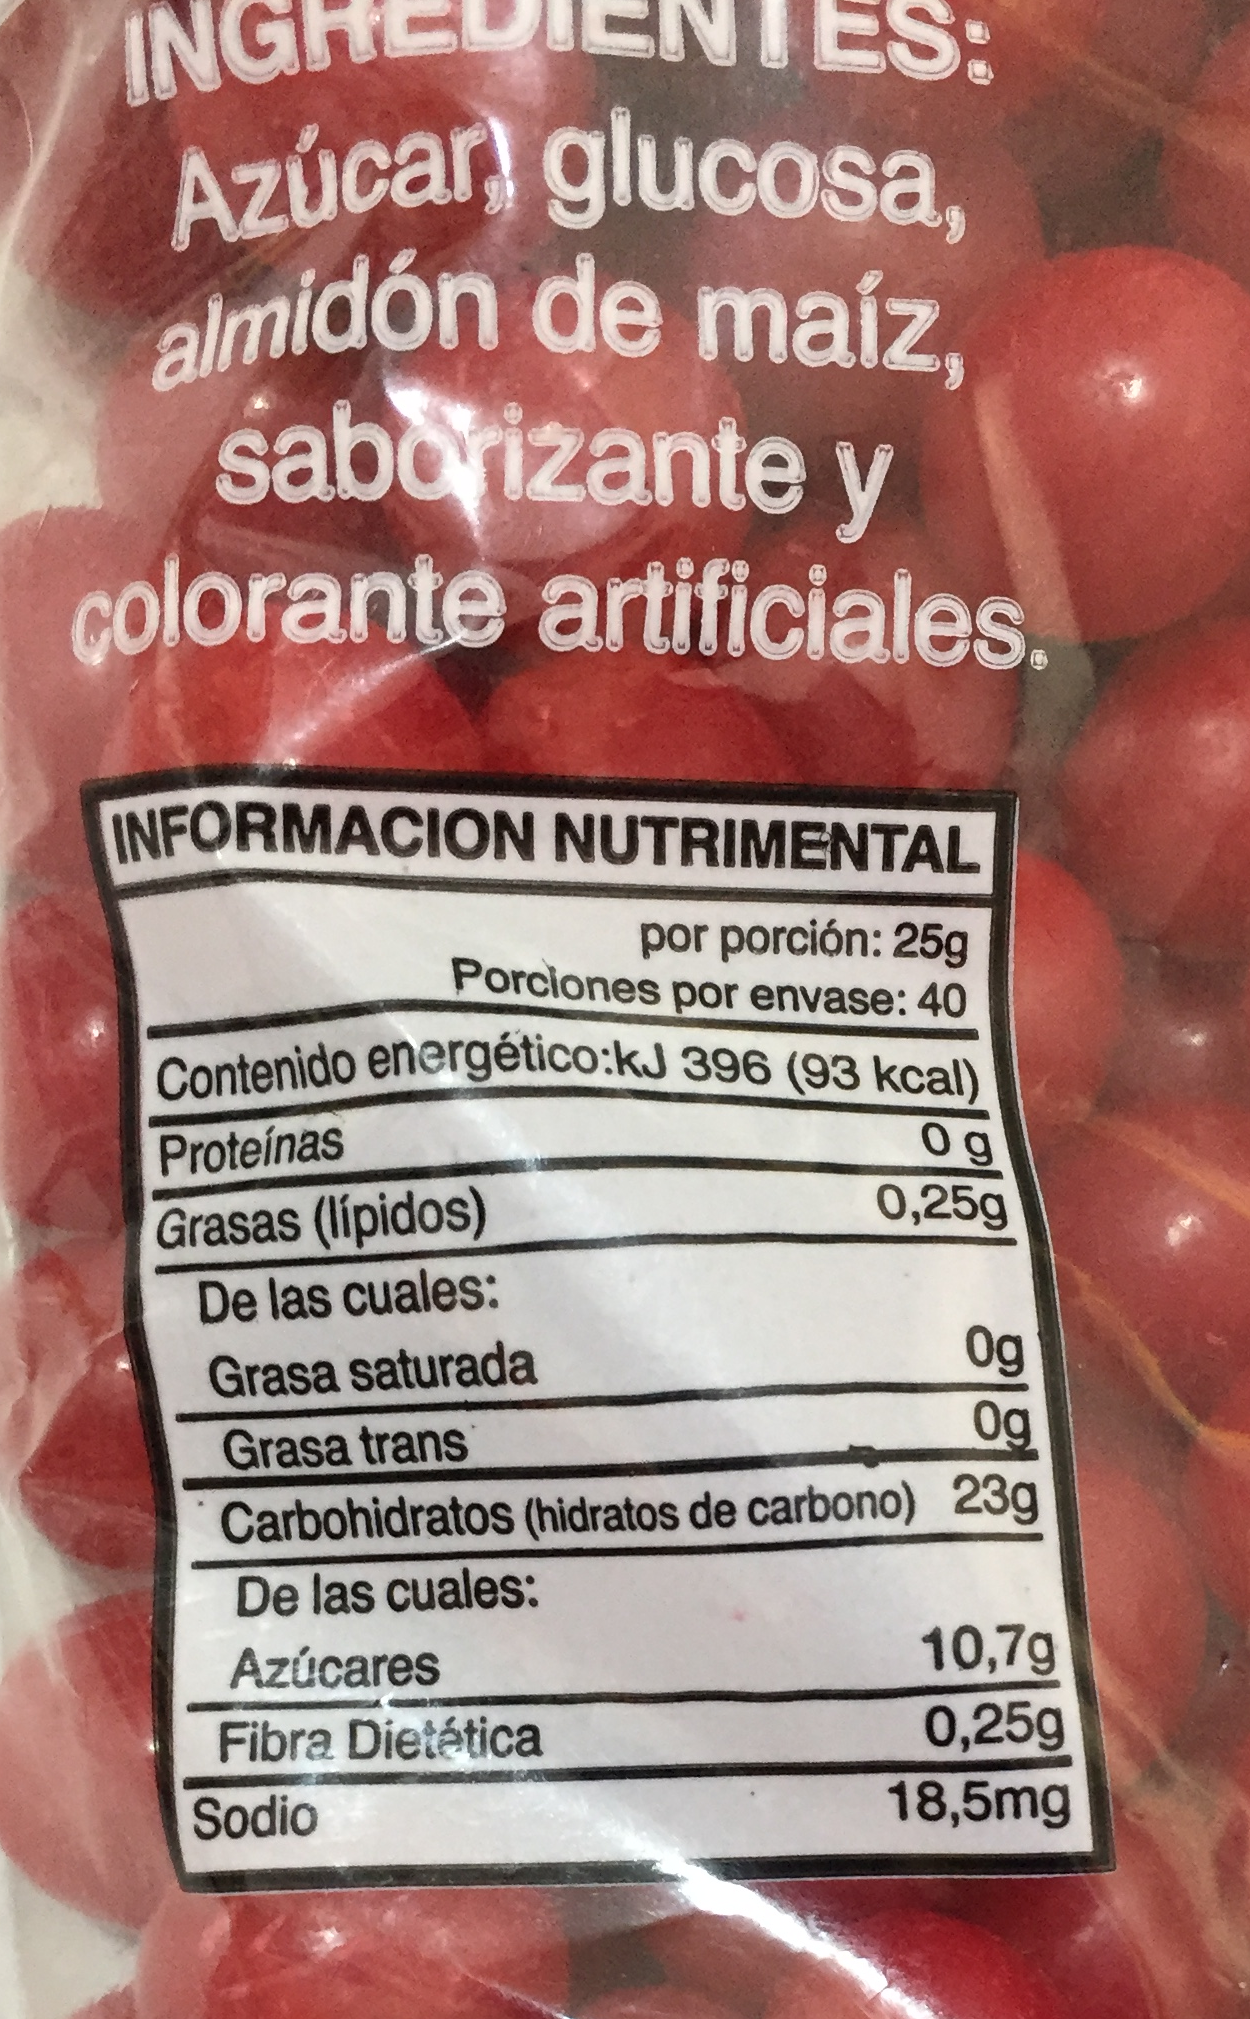 INGREDIENTES:
Azúcar, glucosa,
almidón de maíz,
saborizante y
colorante artificiales.
INFORMACION NUTRIMENTAL
por porción: 25g
Porciones por envase: 40
Contenido energético:kJ 396 (93 kcal)
Proteínas 0 g
Grasas (lípidos) 0,25g
De las cuales:
Grasa saturada 0g
Grasa trans 0g
Carbohidratos (hidratos de carbono) 23g
De las cuales:
Azúcares 10,7g
Fibra Dietética 0,25g
Sodio 18,5mg